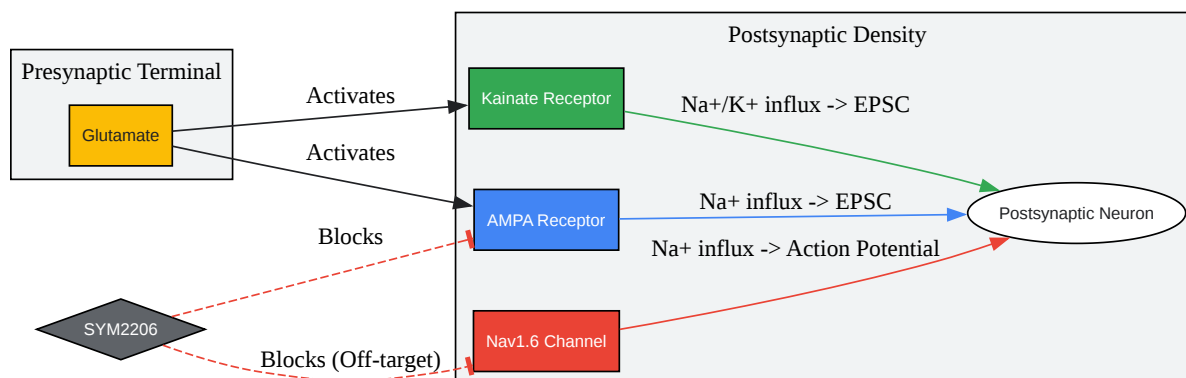 Postsynaptic Density
Presynaptic Terminal
Glutamate
Activates
Activates
Kainate Receptor
Na+/K+ influx -> EPSC
AMPA Receptor
Na+ influx -> EPSC
Postsynaptic Neuron
Blocks
Na+ influx -> Action Potential
SYM2206
Blocks (Off-target)
Nav1.6 Channel